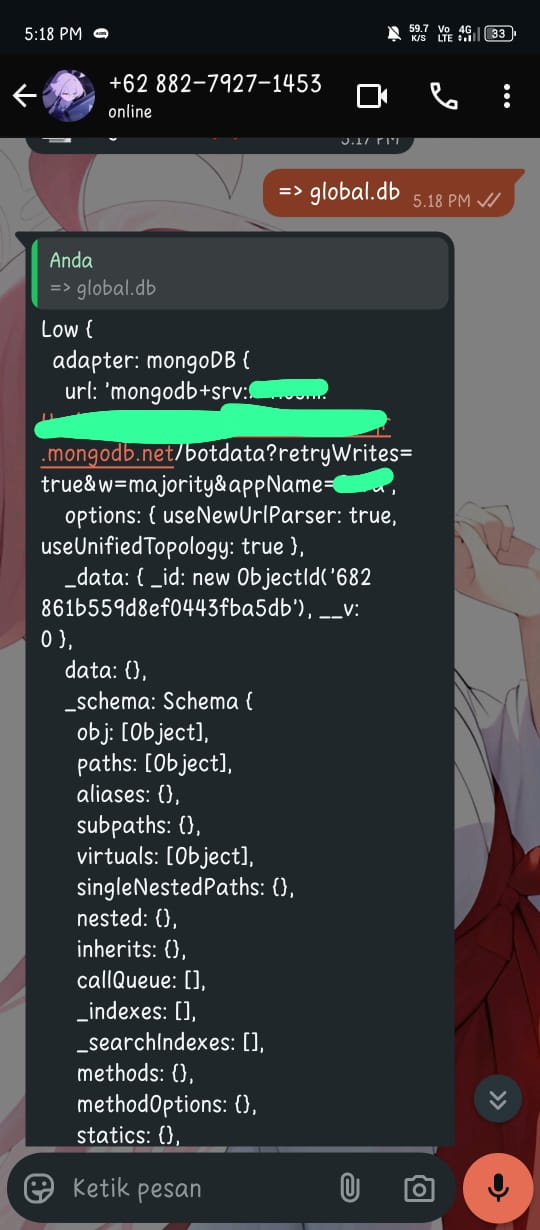 5:18 PM
59.7 K/S Vo LTE 4G 33
+62 882-7927-1453
online
5:17 PM
=> global.db 5.18 PM
Anda
=> global.db
Low {
adapter: mongoDB {
url: 'mongodb+srv:
.mongodb.net/botdata?retryWrites=
true&w=majority&appName=
options: { useNewUrlParser: true,
useUnifiedTopology: true },
_data: { _id: new ObjectId('682
861b559d8ef0443fba5db'), __v:
0 },
data: {},
_schema: Schema {
obj: [Object],
paths: [Object],
aliases: {},
subpaths: {},
virtuals: [Object],
singleNestedPaths: {},
nested: {},
inherits: {},
callQueue: [],
_indexes: [],
_searchIndexes: [],
methods: {},
methodOptions: {},
statics: {},
Ketik pesan